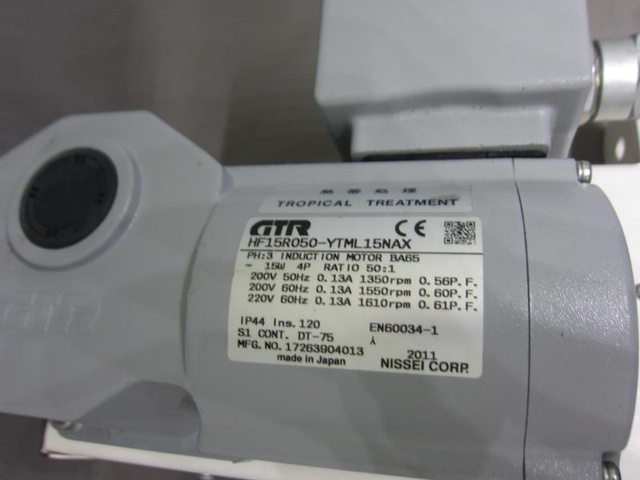 熱帯処理
TROPICAL TREATMENT
GTR CE
HF15R050-YTML15NAX
PH:3 INDUCTION MOTOR BA65
~ 15W 4P RATIO 50:1
200V 50Hz 0.13A 1350rpm 0.56P.F.
200V 60Hz 0.13A 1550rpm 0.60P.F.
220V 60Hz 0.13A 1610rpm 0.61P.F.
IP44 Ins.120 EN60034-1
S1 CONT. DT-75 人
MFG.NO.17263904013 2011
made in Japan NISSEI CORP.
GTR